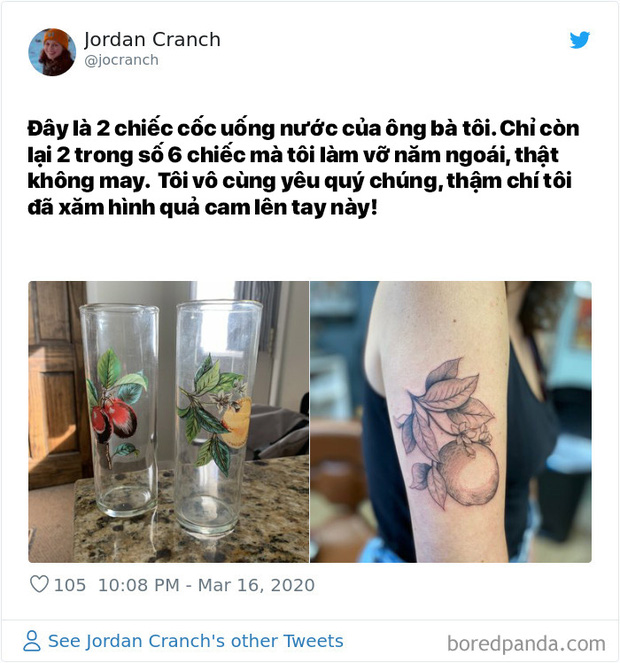 Jordan Cranch
@jocranch
Đây là 2 chiếc cốc uống nước của ông bà tôi. Chỉ còn
lại 2 trong số 6 chiếc mà tôi làm vỡ năm ngoái, thật
không may. Tôi vô cùng yêu quý chúng, thậm chí tôi
đã xăm hình quả cam lên tay này!
105 10:08 PM - Mar 16, 2020
See Jordan Cranch's other Tweets
boredpanda.com